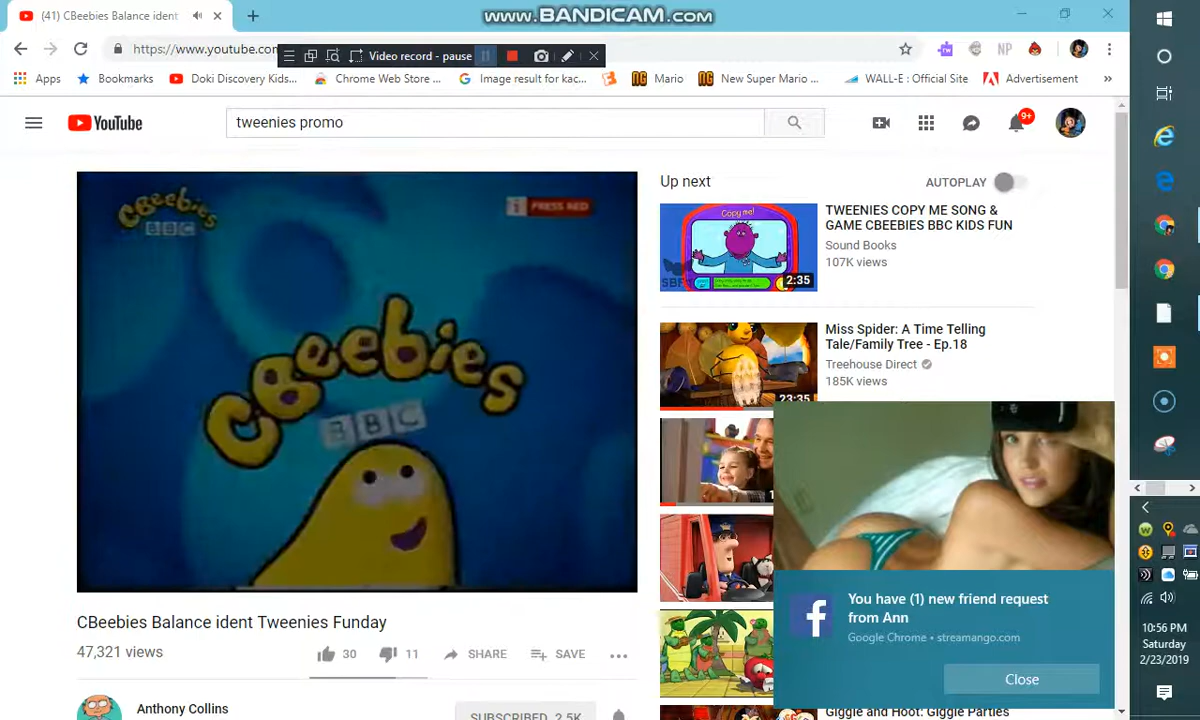 WWW.BANDICAM.COM
(41) CBeebies Balance ident
https://www.youtube.con
Video record - pause
NP
Apps
Bookmarks
Doki Discovery Kids...
Chrome Web Store ...
Image result for kac...
Mario
New Super Mario ...
WALL-E : Official Site
Advertisement
YouTube
tweenies promo
9+
CBeebies
BBC
i PRESS RED
CBeebies
BBC
Up next
AUTOPLAY
Copy me!
2:35
TWEENIES COPY ME SONG &
GAME CBEEBIES BBC KIDS FUN
Sound Books
107K views
23:35
Miss Spider: A Time Telling
Tale/Family Tree - Ep.18
Treehouse Direct
185K views
You have (1) new friend request
from Ann
Google Chrome • streamango.com
Close
Giggle and Hoot: Giggle Parties
CBeebies Balance ident Tweenies Funday
47,321 views
30
11
SHARE
SAVE
Anthony Collins
SUBSCRIBED 2.5K
10:56 PM
Saturday
2/23/2019